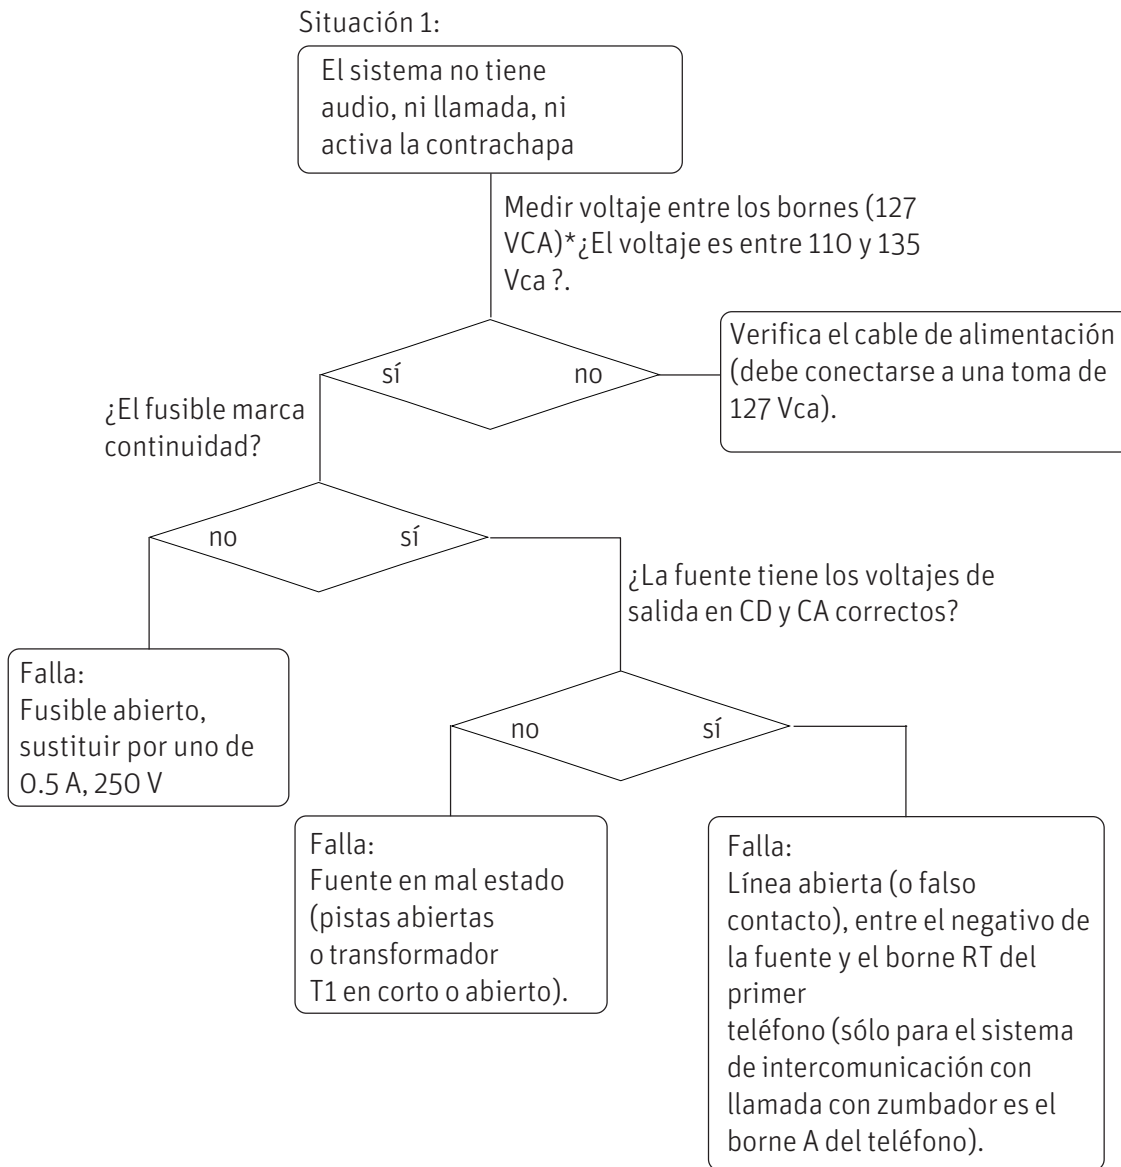 Situación 1:
El sistema no tiene
audio, ni llamada, ni
activa la contrachapa
Medir voltaje entre los bornes (127
VCA)*¿El voltaje es entre 110 y 135
Vca ?.
sí
no
Verifica el cable de alimentación
(debe conectarse a una toma de
127 Vca).
¿El fusible marca
continuidad?
no
sí
¿La fuente tiene los voltajes de
salida en CD y CA correctos?
Falla:
Fusible abierto,
sustituir por uno de
0.5 A, 250 V
no
sí
Falla:
Fuente en mal estado
(pistas abiertas
o transformador
T1 en corto o abierto).
Falla:
Línea abierta (o falso
contacto), entre el negativo de
la fuente y el borne RT del
primer
teléfono (sólo para el sistema
de intercomunicación con
llamada con zumbador es el
borne A del teléfono).